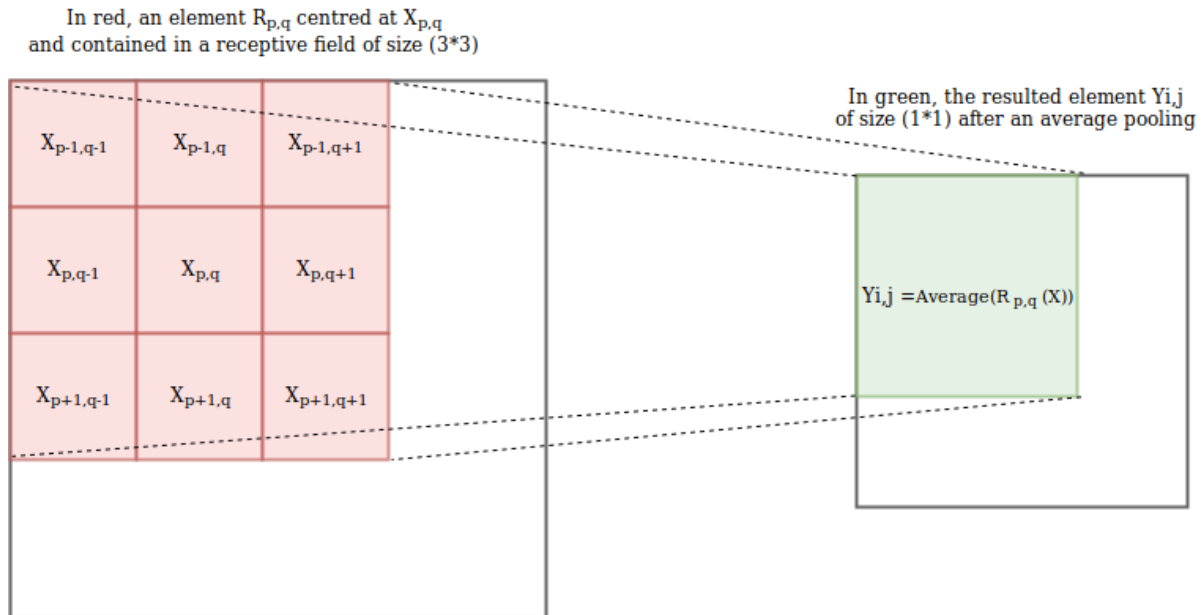 In red, an element Rp,q centred at Xp,q
and contained in a receptive field of size (3*3)
In green, the resulted element Yi,j
of size (1*1) after an average pooling
Xp-1,q-1 Xp-1,q Xp-1,q+1
Xp,q-1 Xp,q Xp,q+1
Yi,j =Average(R p,q (X))
Xp+1,q-1 Xp+1,q Xp+1,q+1